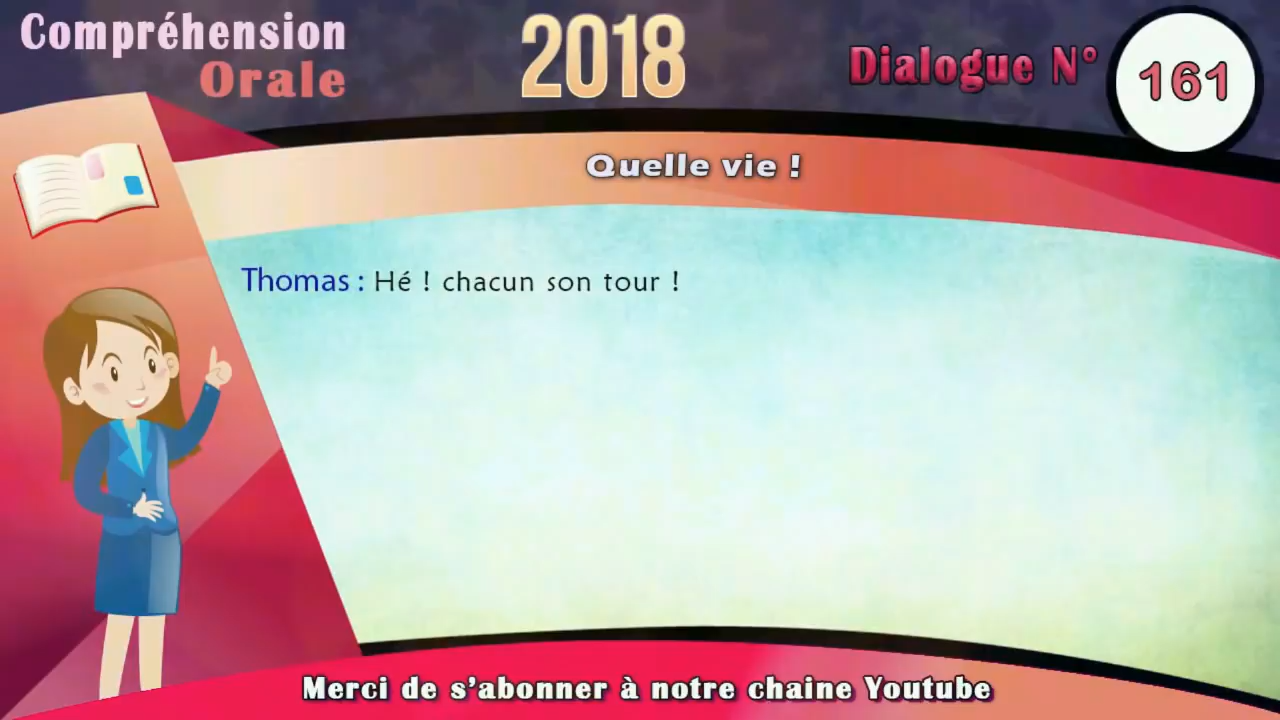 Compréhension
Orale
2018
Dialogue N°
161
Quelle vie !
Thomas : Hé ! chacun son tour !
Merci de s'abonner à notre chaine Youtube